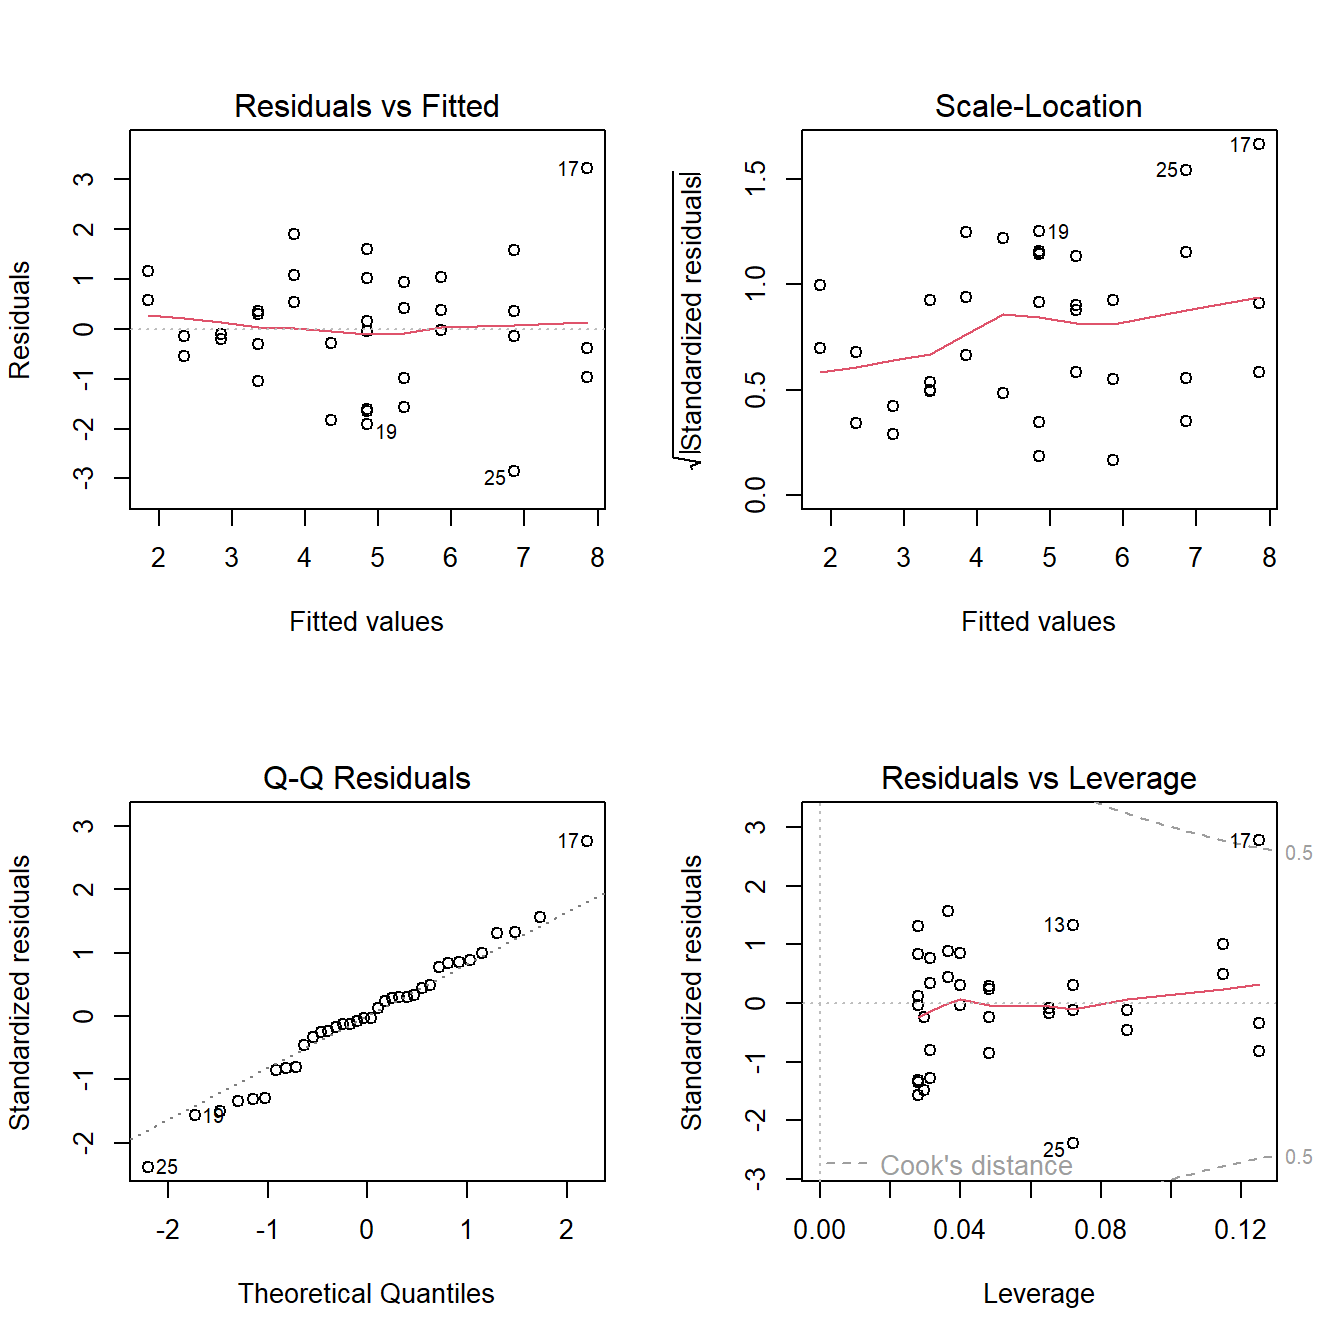 Residuals vs Fitted
Residuals
3
2
1
0
-1
-2
-3
17
19
25
2 3 4 5 6 7 8
Fitted values
Scale-Location
√|Standardized residuals|
1.5
1.0
0.5
0.0
17
25
19
2 3 4 5 6 7 8
Fitted values
Q-Q Residuals
Standardized residuals
3
2
1
0
-1
-2
17
19
25
-2 -1 0 1 2
Theoretical Quantiles
Residuals vs Leverage
Standardized residuals
3
2
1
0
-1
-2
-3
17
0.5
13
25
0.5
Cook's distance
0.00 0.04 0.08 0.12
Leverage